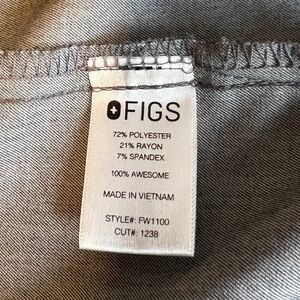 FIGS
72% POLYESTER
21% RAYON
7% SPANDEX
100% AWESOME
MADE IN VIETNAM
STYLE#: FW1100
CUT#: 1238